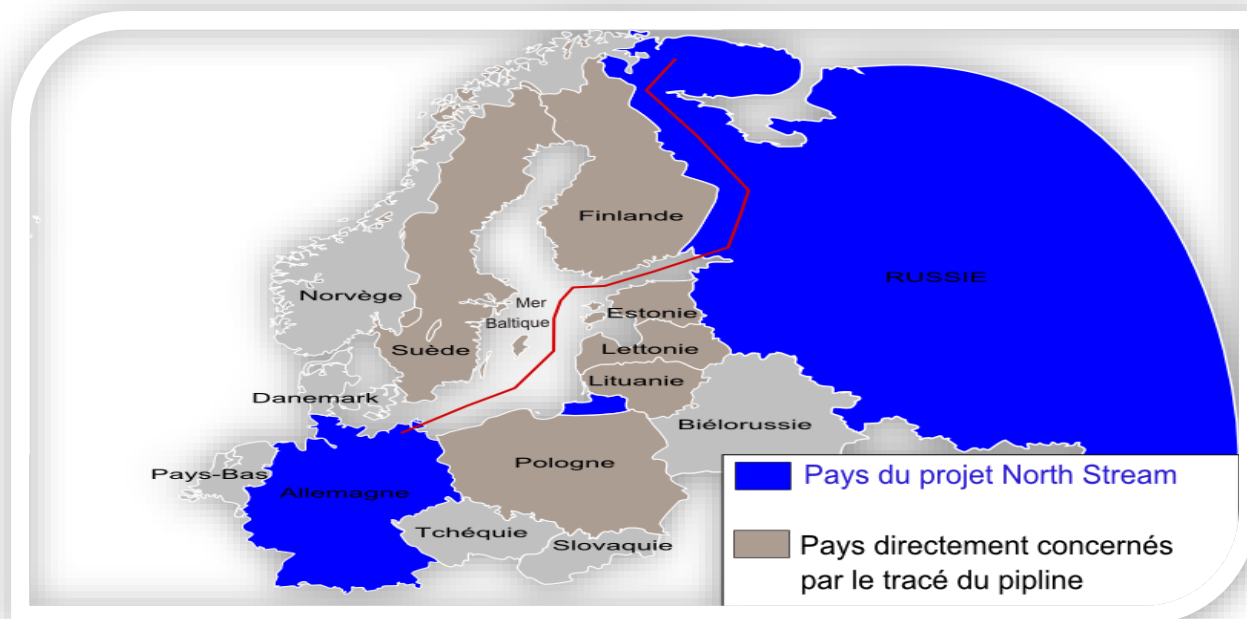 Finlande
RUSSIE
Norvège
Mer
Baltique
Estonie
Suède
Lettonie
Lituanie
Danemark
Biélorussie
Pologne
Pays-Bas
Allemagne
Tchéquie
Slovaquie
Pays du projet North Stream
Pays directement concernés
par le tracé du pipline